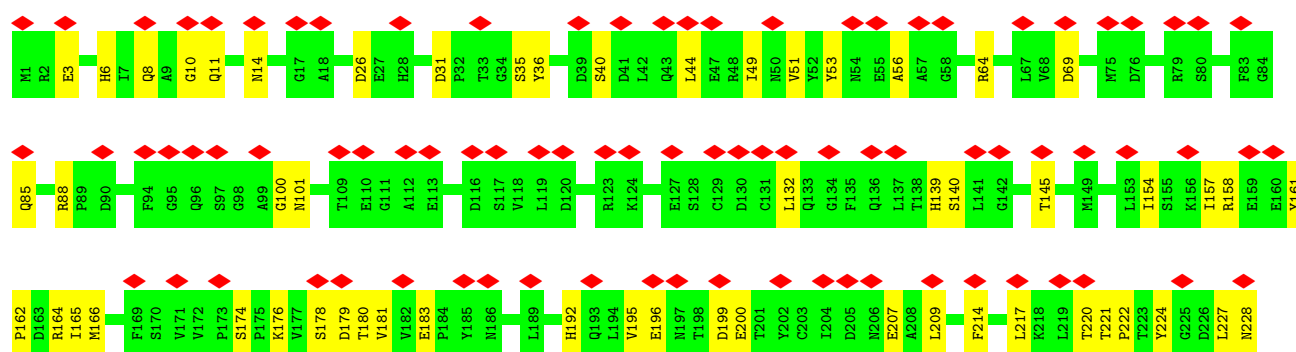 M1 R2 E3 H6 I7 Q8 A9 G10 Q11 N14 G17 A18 D26 E27 H28 D31 P32 T33 G34 S35 Y36 D39 S40 D41 L42 Q43 L44 E47 R48 I49 N50 V51 Y52 Y53 N54 E55 A56 A57 G58 R64 L67 V68 D69 M75 D76 R79 S80 F83 G84
Q85 R88 P89 D90 F94 G95 Q96 S97 G98 A99 G100 N101 T109 E110 G111 A112 E113 D116 S117 V118 L119 D120 R123 K124 E127 S128 C129 D130 C131 L132 Q133 G134 F135 Q136 L137 T138 H139 S140 L141 G142 T145 M149 L153 I154 S155 K156 I157 R158 E159 E160 Y161
P162 D163 R164 I165 M166 F169 S170 V171 V172 P173 S174 P175 K176 V177 S178 D179 T180 V181 V182 E183 P184 Y185 N186 L189 H192 Q193 L194 V195 E196 N197 T198 D199 E200 T201 Y202 C203 I204 D205 N206 E207 A208 L209 F214 L217 K218 L219 T220 T221 P222 T223 Y224 G225 D226 L227 N228